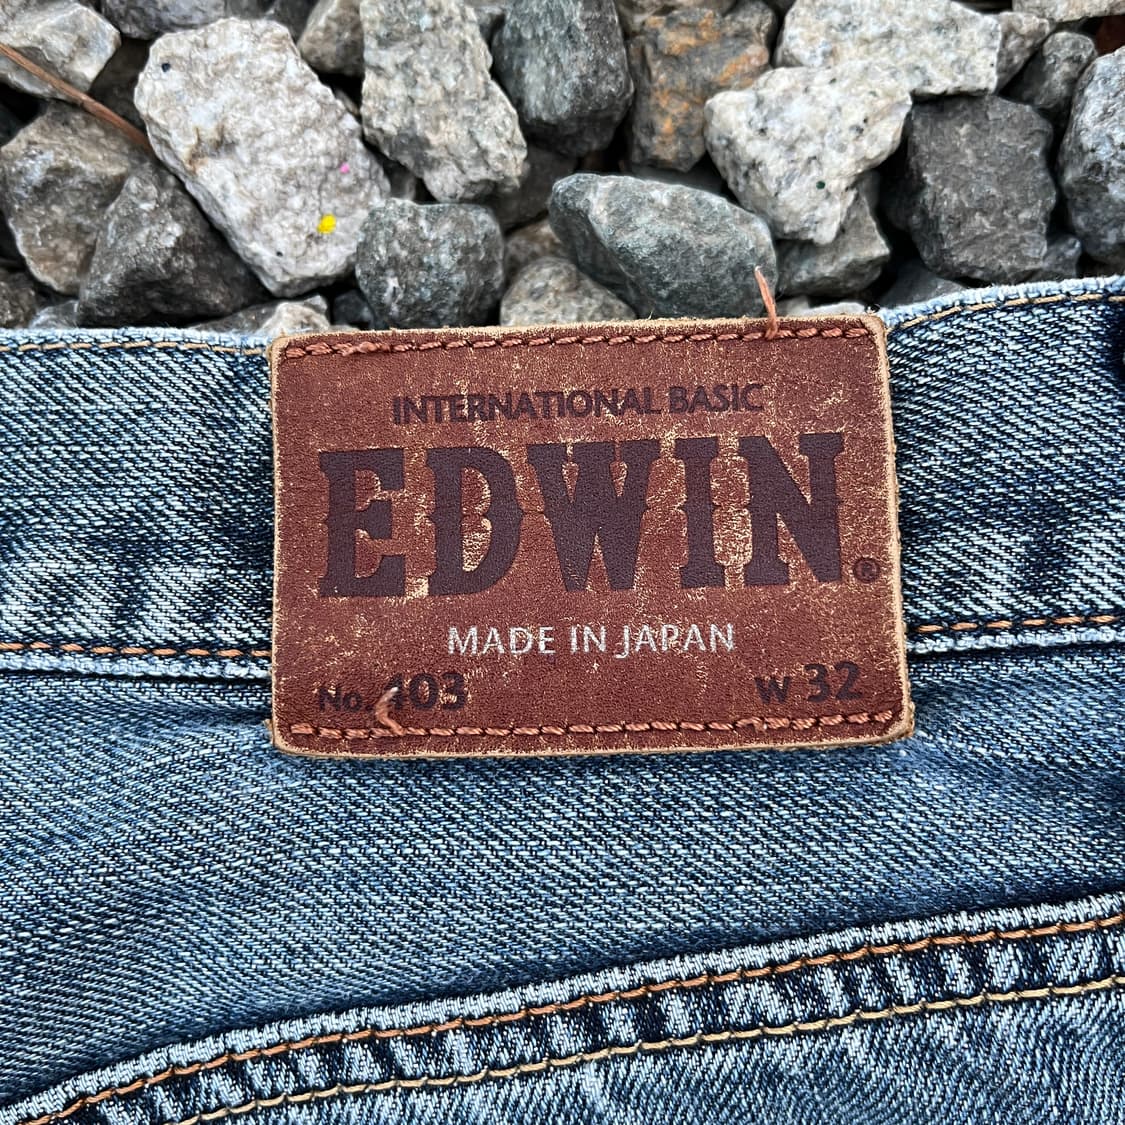 INTERNATIONAL BASIC
EDWIN®
MADE IN JAPAN
No. 403 W 32